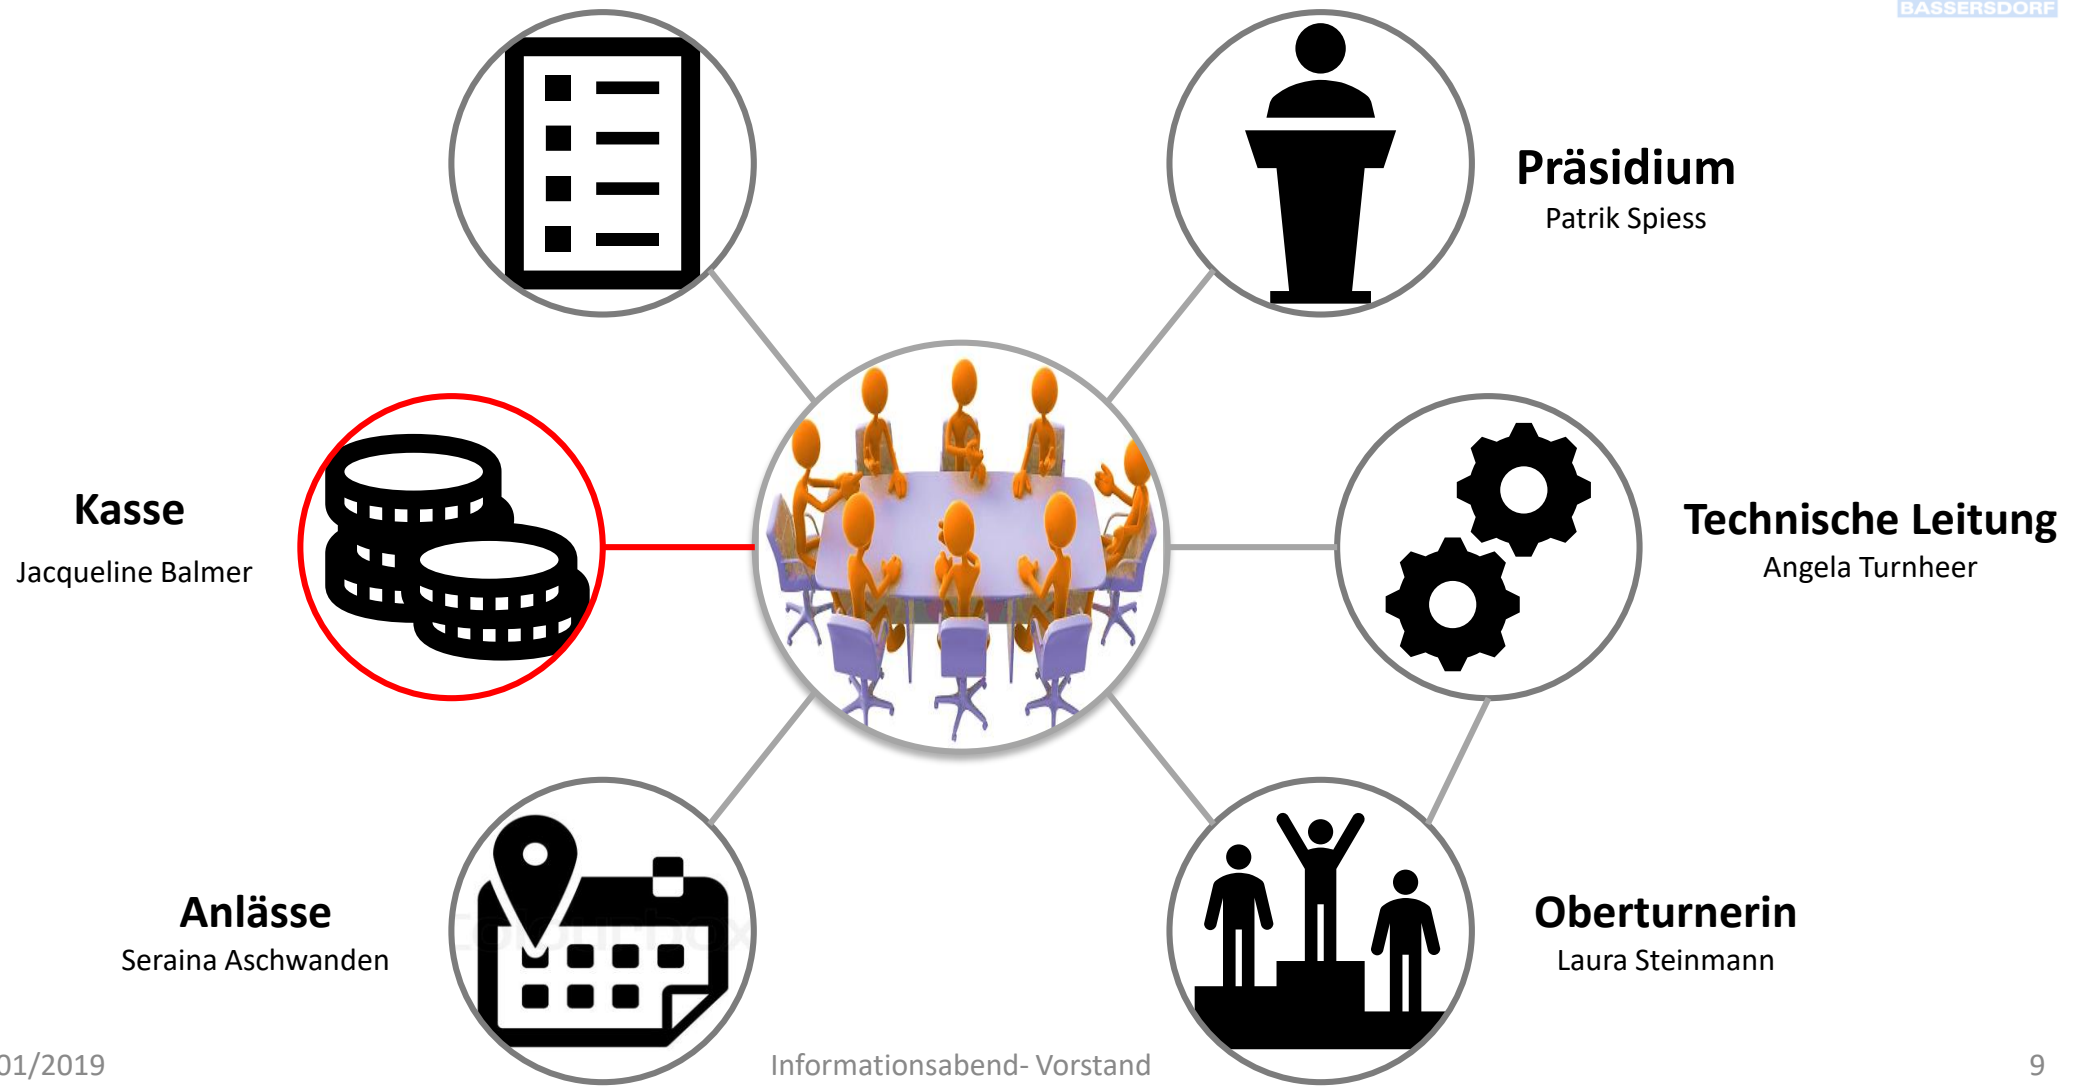 BASSERSDORF
Präsidium
Patrik Spiess
Kasse
Jacqueline Balmer
Technische Leitung
Angela Turnheer
Anlässe
Seraina Aschwanden
Oberturnerin
Laura Steinmann
01/2019
Informationsabend- Vorstand
9